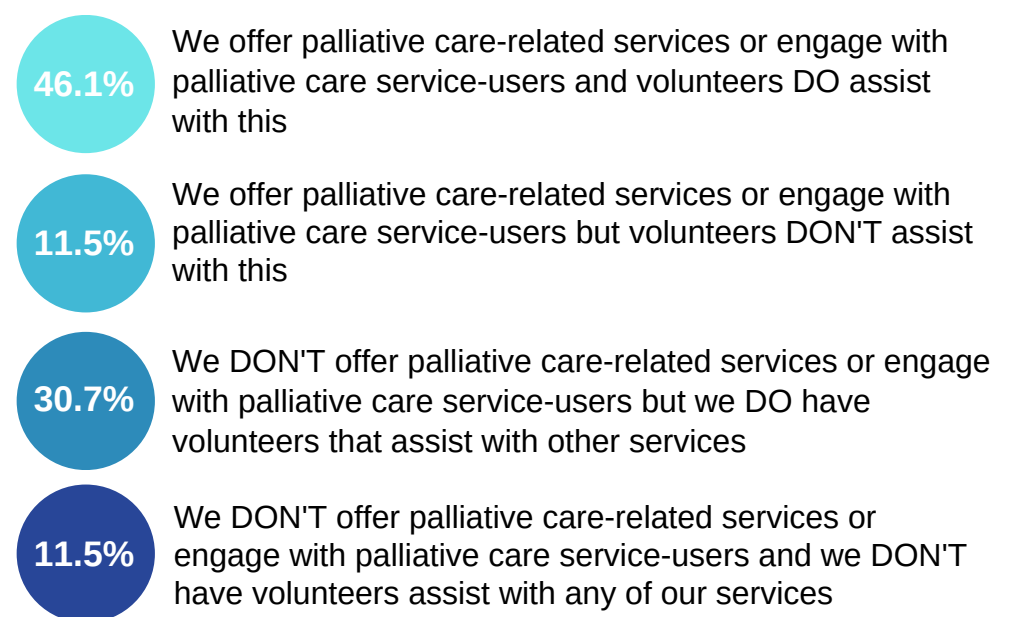 46.1%
We offer palliative care-related services or engage with
palliative care service-users and volunteers DO assist
with this
11.5%
We offer palliative care-related services or engage with
palliative care service-users but volunteers DON'T assist
with this
30.7%
We DON'T offer palliative care-related services or engage
with palliative care service-users but we DO have
volunteers that assist with other services
11.5%
We DON'T offer palliative care-related services or
engage with palliative care service-users and we DON'T
have volunteers assist with any of our services